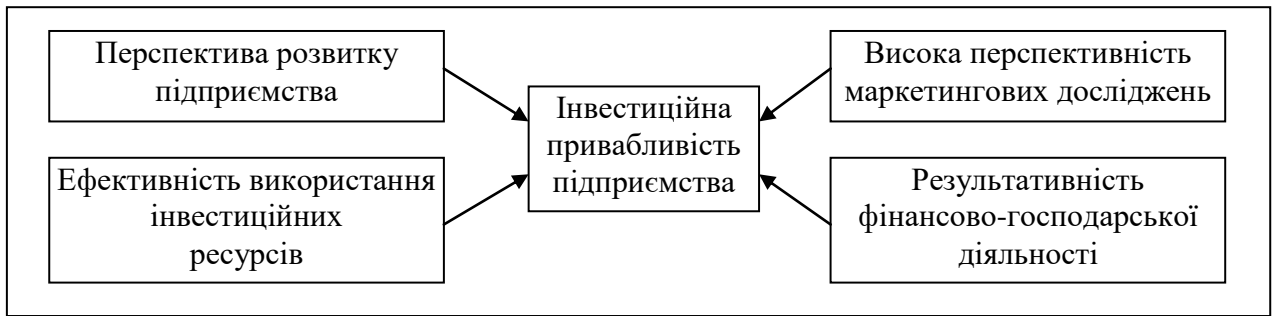 Перспектива розвитку
підприємства
Ефективність використання
інвестиційних
ресурсів
Інвестиційна
привабливість
підприємства
Висока перспективність
маркетингових досліджень
Результативність
фінансово-господарської
діяльності